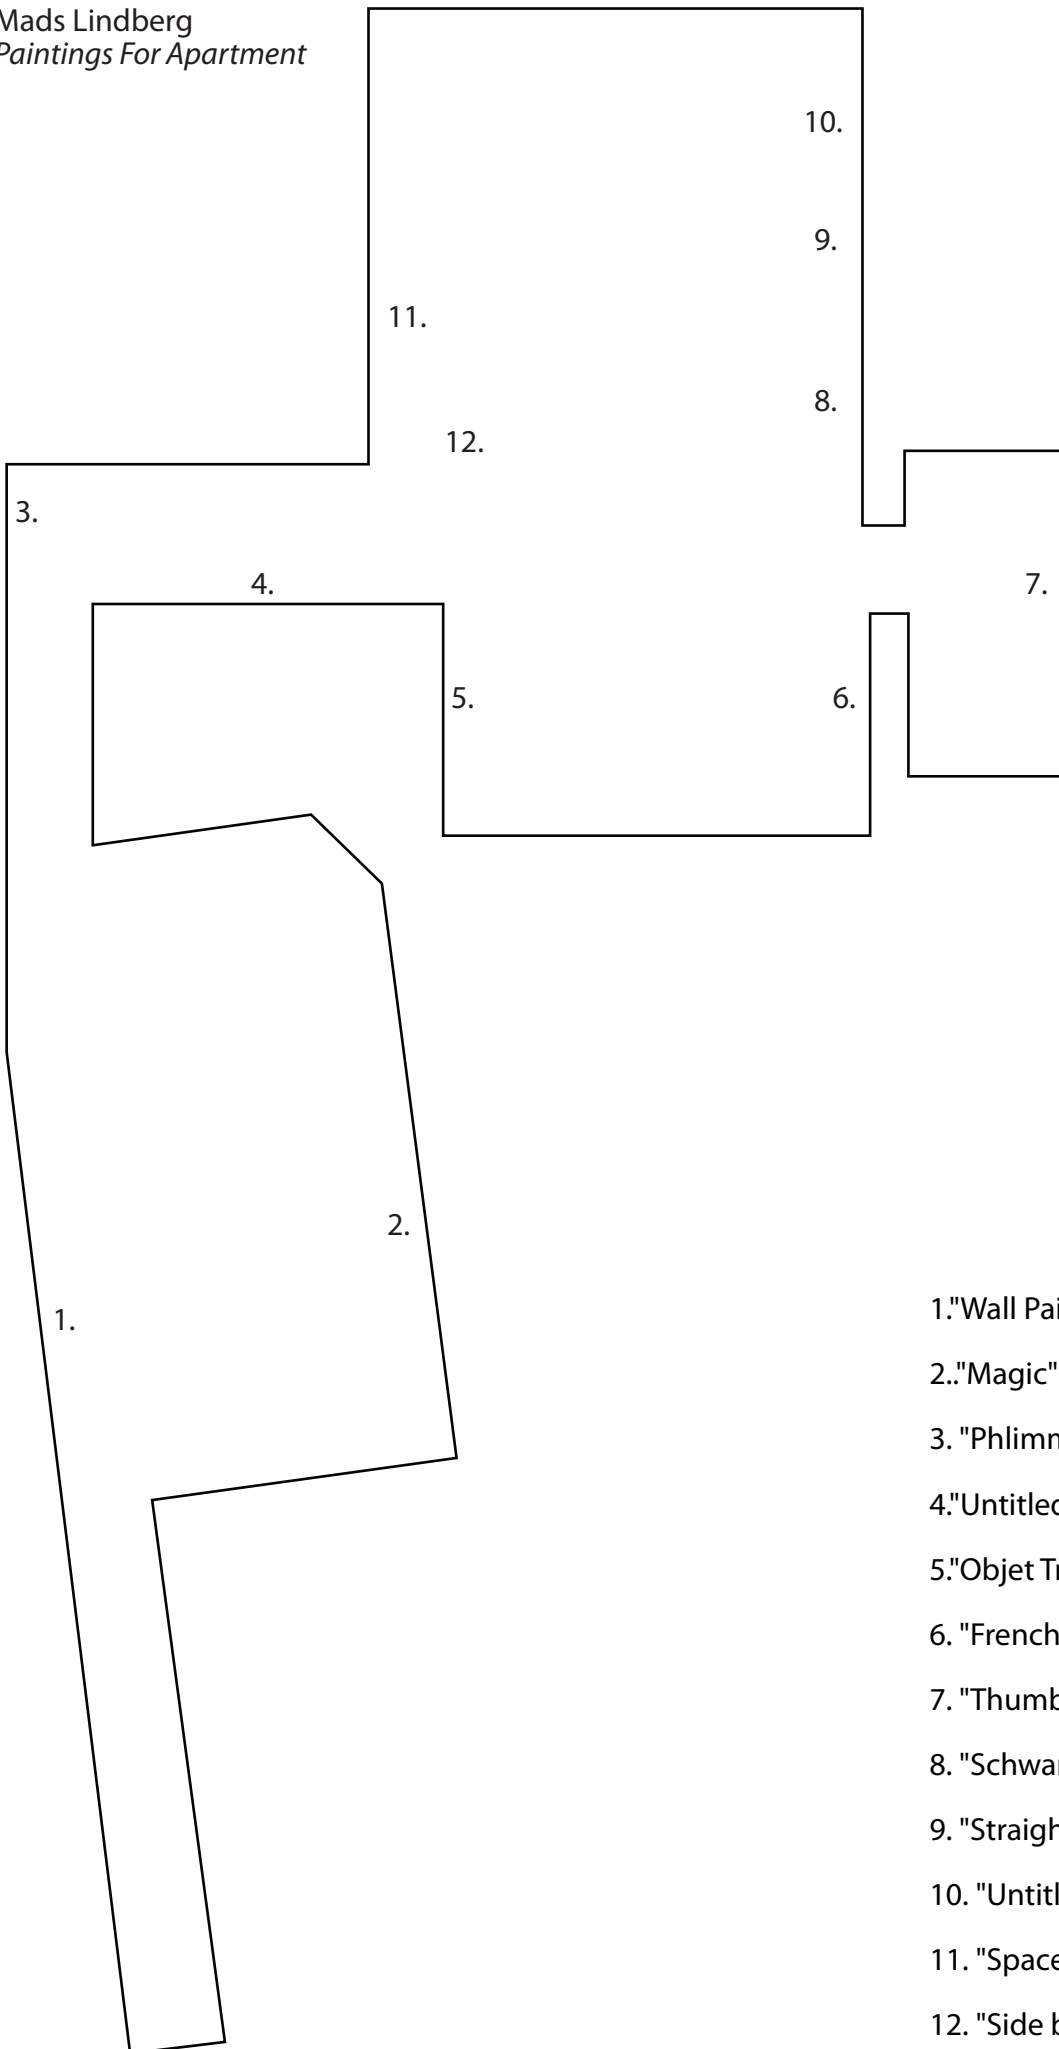 Mads Lindberg
Paintings For Apartment
10.
9.
11.
8.
12.
3.
4.
7.
5.
6.
2.
1.
1."Wall Pai
2.."Magic"
3. "Phlimm
4."Untitled
5."Objet Tr
6. "French
7. "Thumb
8. "Schwar
9. "Straigh
10. "Untitl
11. "Space
12. "Side b